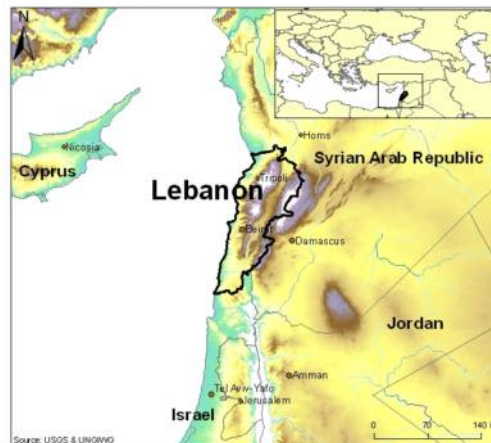 N
Homs
Syrian Arab Republic
Nicosia
Cyprus
Tripoli
Lebanon
Beirut
Damascus
Jordan
Amman
Tel Aviv-Yafo
Jerusalem
Israel
Source: USGS & UNGIWG
0 70 140